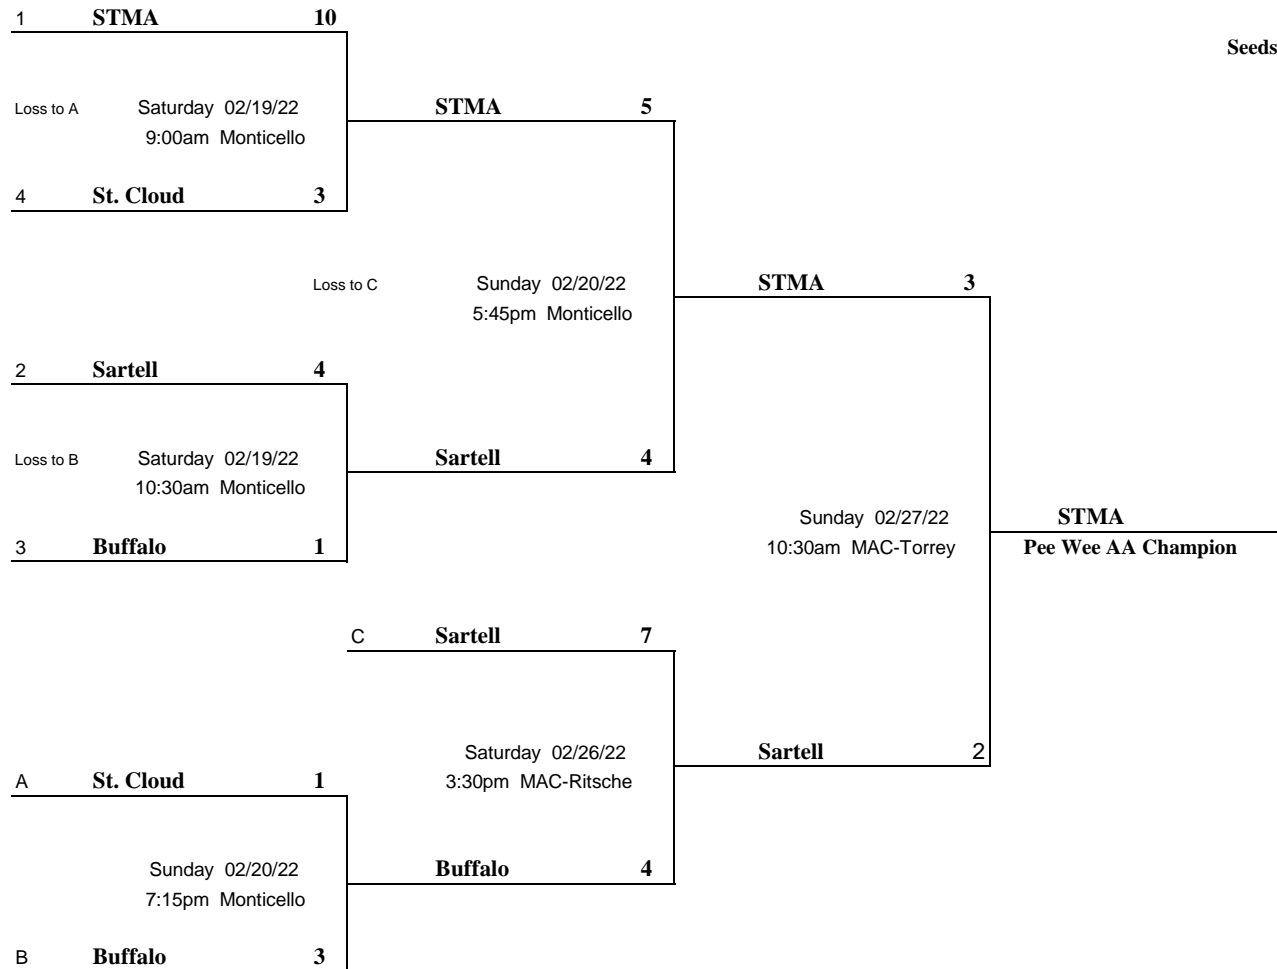 1 STMA 10
Seeds
Loss to A Saturday 02/19/22 STMA 5
9:00am Monticello
4 St. Cloud 3
Loss to C Sunday 02/20/22 STMA 3
5:45pm Monticello
2 Sartell 4
Loss to B Saturday 02/19/22 Sartell 4
10:30am Monticello
Sunday 02/27/22 STMA
3 Buffalo 1 10:30am MAC-Torrey Pee Wee AA Champion
C Sartell 7
Saturday 02/26/22 Sartell 2
A St. Cloud 1 3:30pm MAC-Ritsche
Sunday 02/20/22 Buffalo 4
7:15pm Monticello
B Buffalo 3